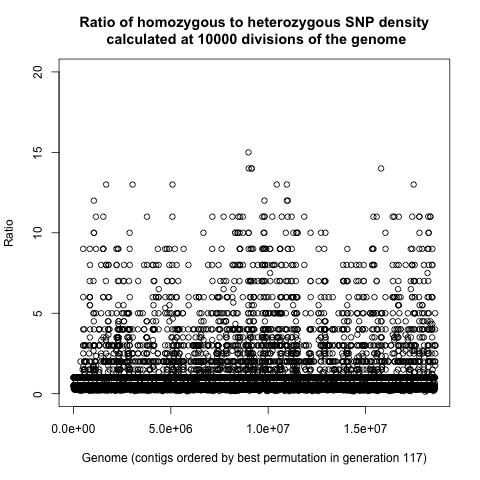 Ratio of homozygous to heterozygous SNP density
calculated at 10000 divisions of the genome
20
15
10
5
0
Ratio
0.0e+00 5.0e+06 1.0e+07 1.5e+07
Genome (contigs ordered by best permutation in generation 117)